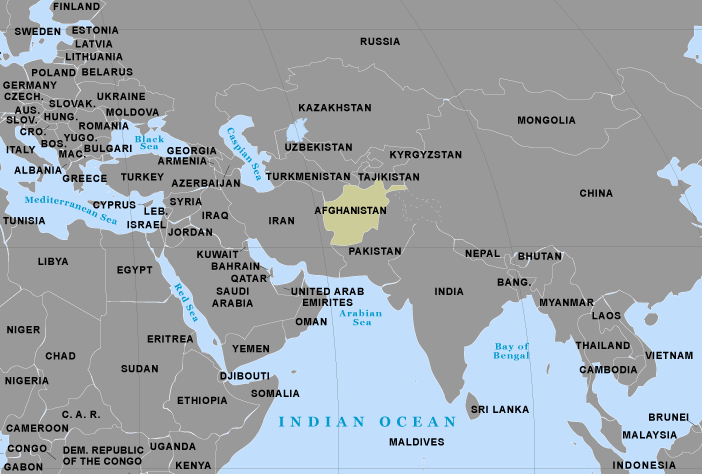 FINLAND
SWEDEN
ESTONIA
LATVIA
LITHUANIA
RUSSIA
POLAND
BELARUS
GERMANY
CZECH.
SLOVAK.
UKRAINE
AUS.
HUNG.
MOLDOVA
SLOV.
CRO.
ROMANIA
BOS.
YUGO.
ITALY
MAC.
BULGARI
Black
Sea
GEORGIA
ARMENIA
Caspian Sea
KAZAKHSTAN
MONGOLIA
UZBEKISTAN
KYRGYZSTAN
ALBANIA
GREECE
TURKEY
AZERBAIJAN
TURKMENISTAN
TAJIKISTAN
CHINA
Mediterranean Sea
CYPRUS
LEB.
SYRIA
TUNISIA
ISRAEL
IRAQ
IRAN
AFGHANISTAN
JORDAN
LIBYA
EGYPT
KUWAIT
BAHRAIN
QATAR
PAKISTAN
NEPAL
BHUTAN
Red Sea
SAUDI
ARABIA
UNITED ARAB
EMIRITES
INDIA
BANG.
MYANMAR
OMAN
Arabian
Sea
LAOS
NIGER
CHAD
ERITREA
YEMEN
Bay of
Bengal
THAILAND
VIETNAM
NIGERIA
SUDAN
DJIBOUTI
CAMBODIA
ETHIOPIA
SOMALIA
C. A. R.
SRI LANKA
INDIAN OCEAN
BRUNEI
CAMEROON
MALDIVES
MALAYSIA
CONGO
DEM. REPUBLIC
OF THE CONGO
UGANDA
GABON
KENYA
INDONESIA